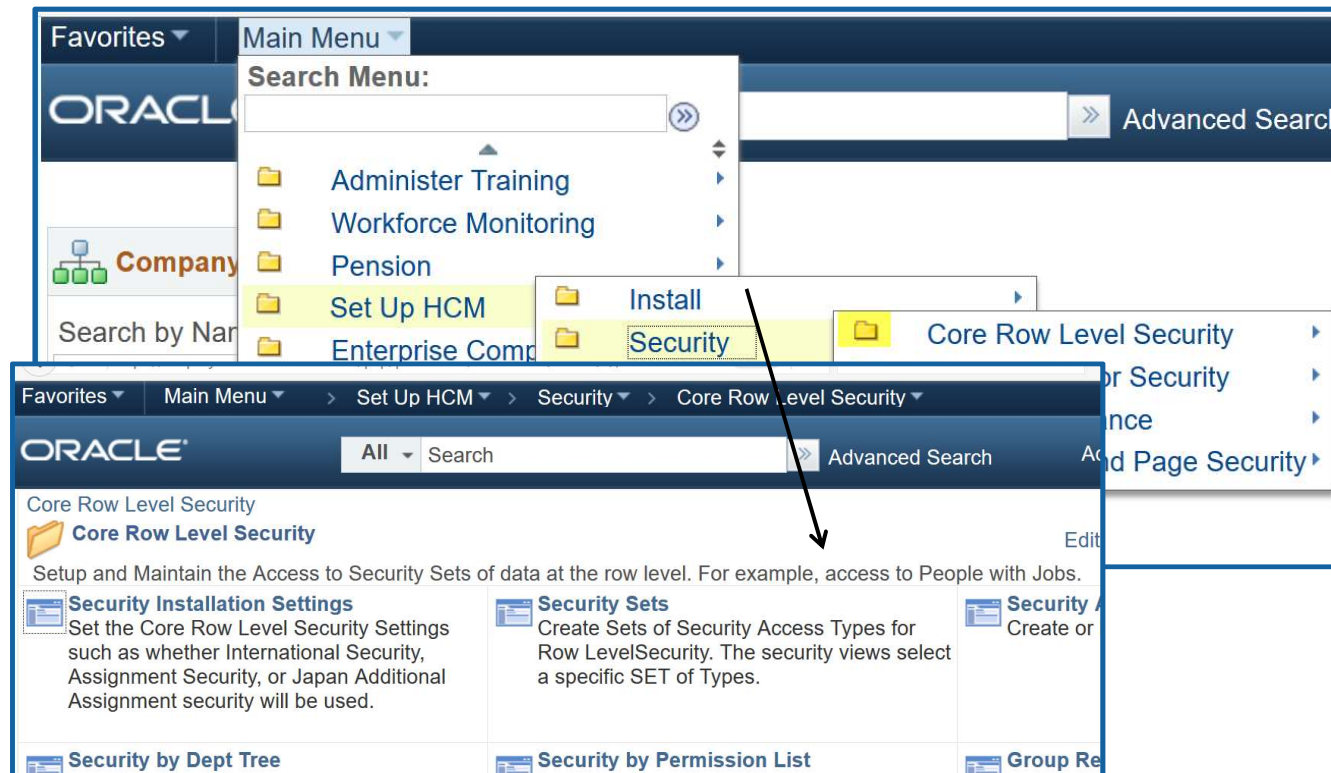 Favorites Main Menu
Search Menu:
ORACL
Advanced Search
Administer Training
Workforce Monitoring
Company
Pension
Set Up HCM
Install
Search by Nar
Enterprise Comp
Security
Core Row Level Security
or Security
nce
nd Page Security
Favorites Main Menu > Set Up HCM > Security > Core Row Level Security
ORACLE
All Search
Advanced Search
Ad
Core Row Level Security
Core Row Level Security
Edit
Setup and Maintain the Access to Security Sets of data at the row level. For example, access to People with Jobs.
Security Installation Settings
Set the Core Row Level Security Settings
such as whether International Security,
Assignment Security, or Japan Additional
Assignment security will be used.
Security Sets
Create Sets of Security Access Types for
Row LevelSecurity. The security views select
a specific SET of Types.
Security A
Create or
Security by Dept Tree
Security by Permission List
Group Re